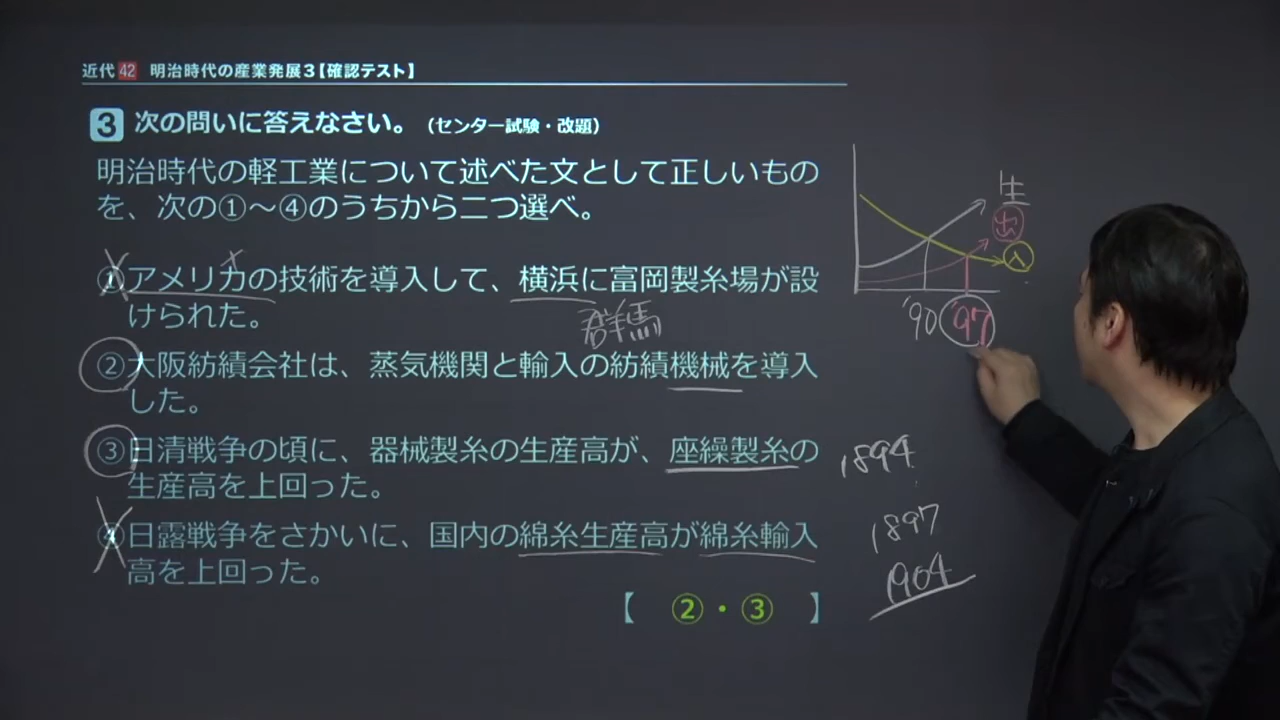 近代 42 明治時代の産業発展3【確認テスト】
3 次の問いに答えなさい。（センター試験・改題）
明治時代の軽工業について述べた文として正しいもの
を、次の①～④のうちから二つ選べ。
①アメリカの技術を導入して、横浜に富岡製糸場が設
けられた。
群馬
②大阪紡績会社は、蒸気機関と輸入の紡績機械を導入
した。
③日清戦争の頃に、器械製糸の生産高が、座繰製糸の
生産高を上回った。
④日露戦争をさかいに、国内の綿糸生産高が綿糸輸入
高を上回った。
【 ②・③ 】
生
出
入
'90
'97
1894
1897
1904